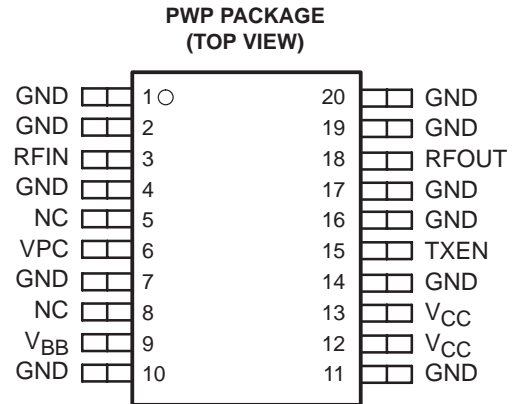 PWP PACKAGE
(TOP VIEW)
GND 1 20 GND
GND 2 19 GND
RFIN 3 18 RFOUT
GND 4 17 GND
NC 5 16 GND
VPC 6 15 TXEN
GND 7 14 GND
NC 8 13 VCC
VBB 9 12 VCC
GND 10 11 GND